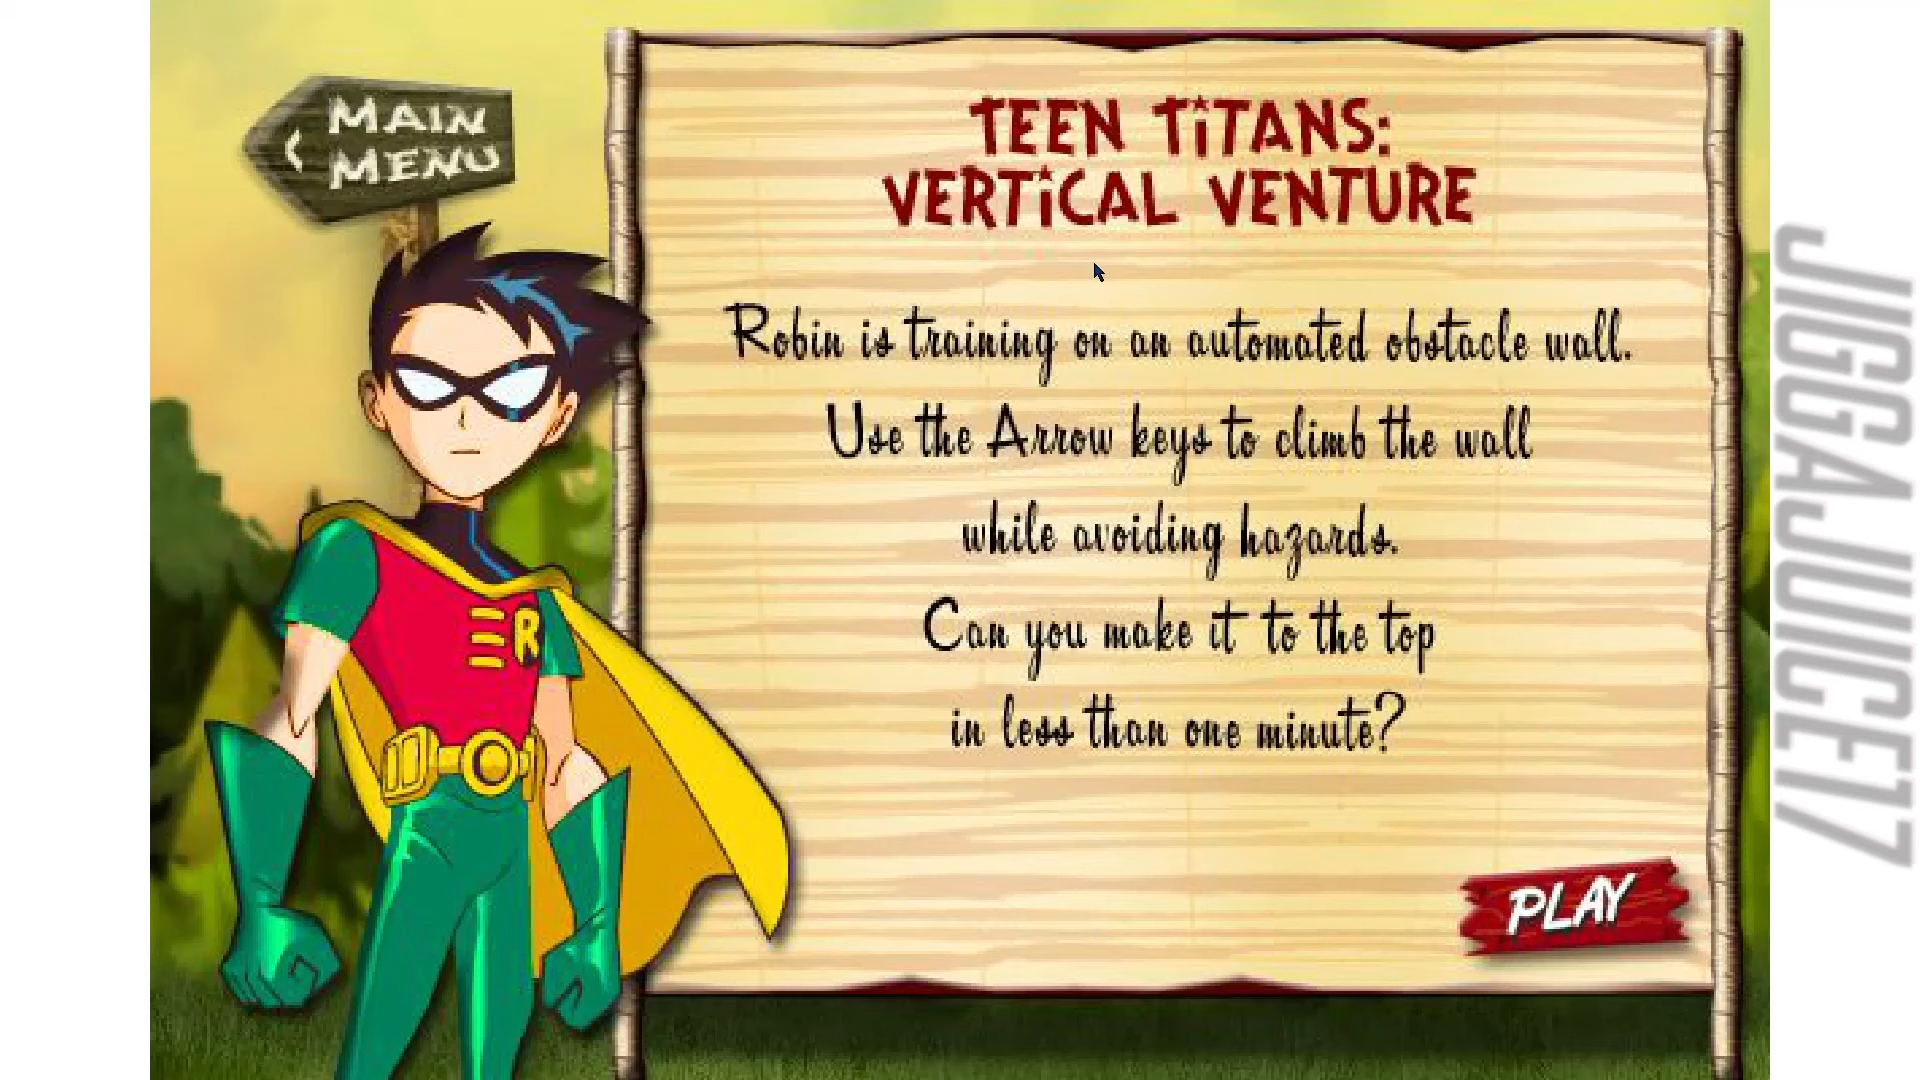 MAIN
MENU
TEEN TITANS:
VERTICAL VENTURE
Robin is training on an automated obstacle wall.
Use the Arrow keys to climb the wall
while avoiding hazards.
Can you make it to the top
in less than one minute?
R
PLAY
JIGGAJUICE17